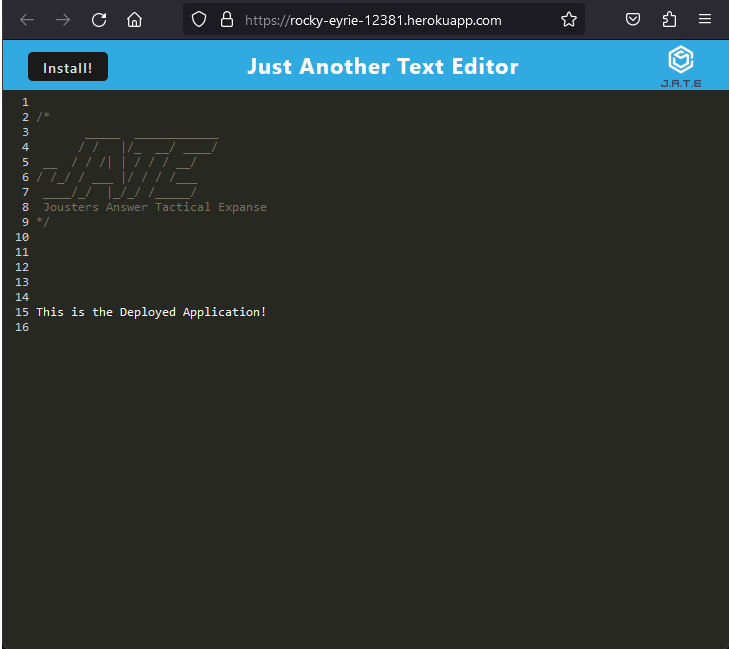 https://rocky-eyrie-12381.herokuapp.com
Install!
Just Another Text Editor
J.A.T.E
1
2 /*
3        _____  ____________
4       / /   |/_  __/ ____/
5  __  / / /| | / / / __/
6 / /_/ / ___ |/ / / /___
7  ____/_/  |_/_/ /_____/
8  Jousters Answer Tactical Expanse
9 */
10
11
12
13
14
15 This is the Deployed Application!
16